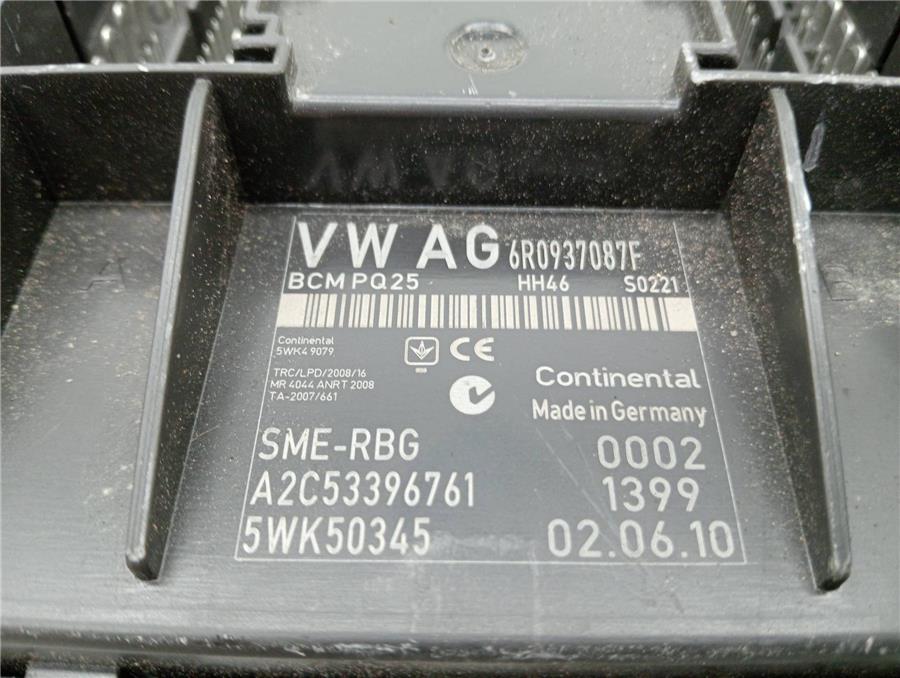 VW AG 6R0937087F
BCM PQ25 HH46 S0221
Continental
5WK4 9079
CE
TRC/LPD/2008/16
MR 4044 ANRT 2008
TA-2007/661
Continental
Made in Germany
SME-RBG 0002
A2C53396761 1399
5WK50345 02.06.10